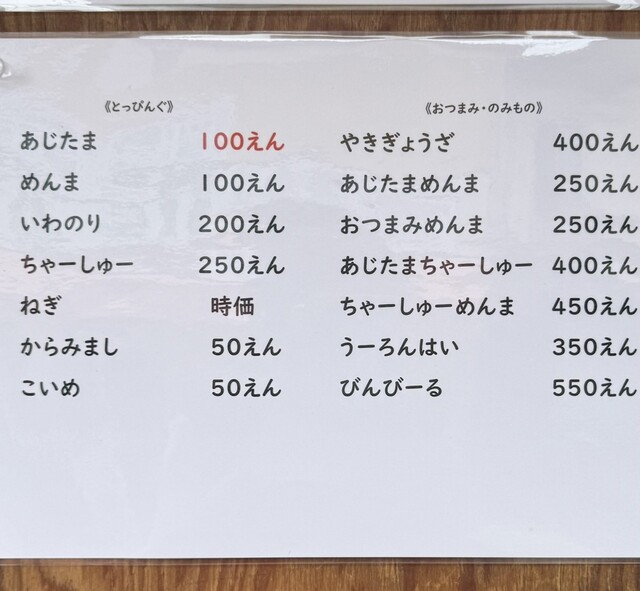 《とっぴんぐ》
あじたま 100えん
めんま 100えん
いわのり 200えん
ちゃーしゅー 250えん
ねぎ 時価
からみまし 50えん
こいめ 50えん
《おつまみ・のみもの》
やきぎょうざ 400えん
あじたまめんま 250えん
おつまみめんま 250えん
あじたまちゃーしゅー 400えん
ちゃーしゅーめんま 450えん
うーろんはい 350えん
びんびーる 550えん